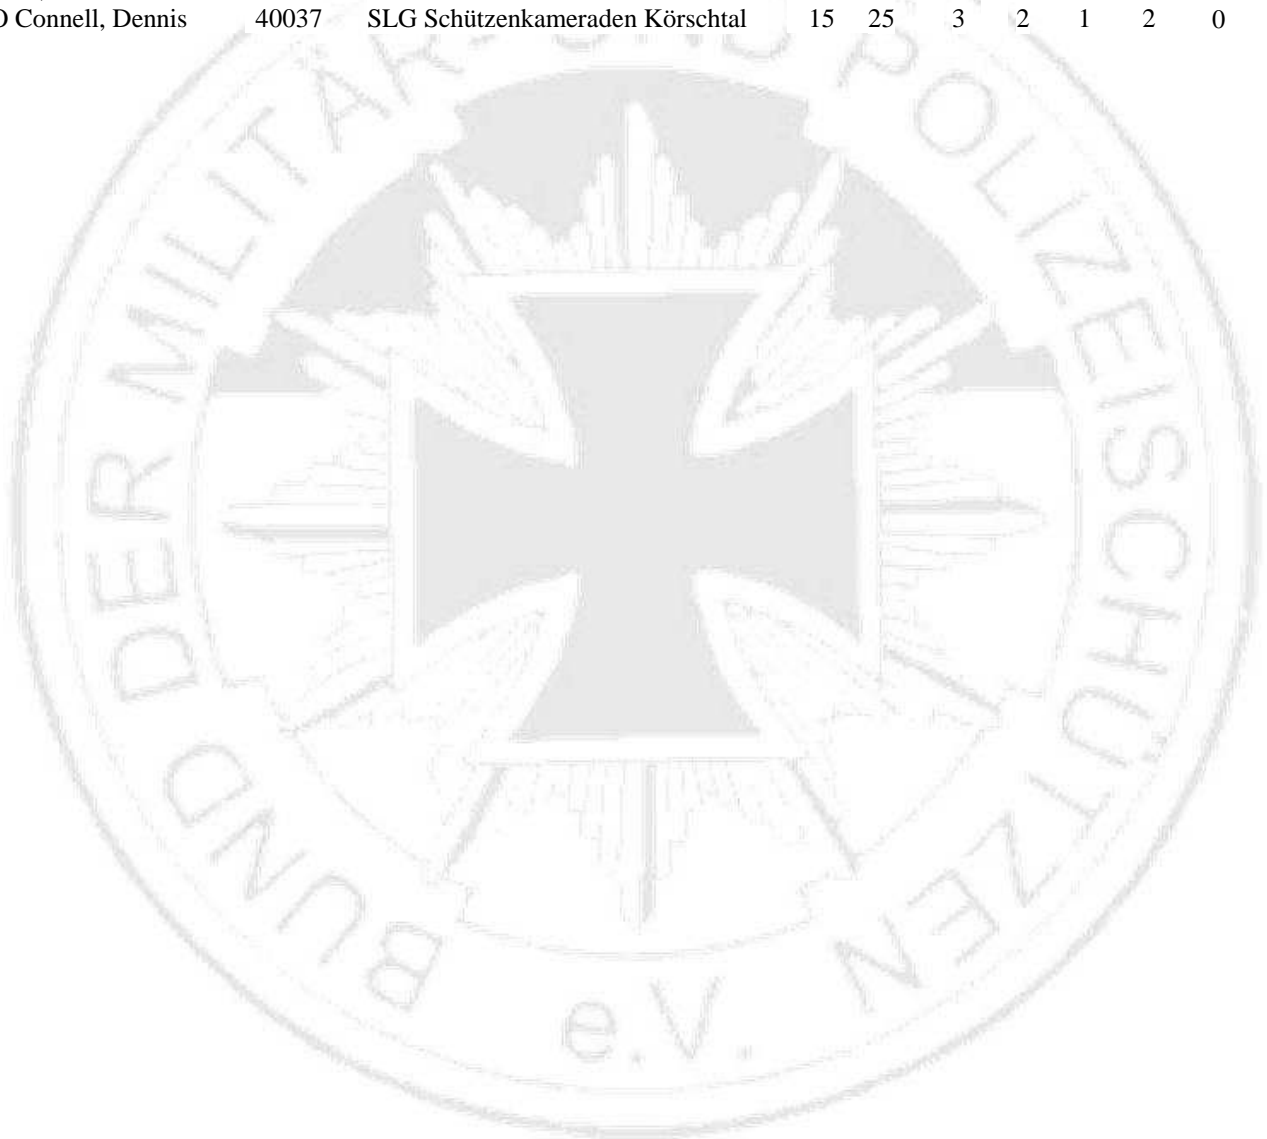 O Connell, Dennis 40037 SLG Schützenkameraden Körschtal 15 25 3 2 1 2 0
BUND DER MILITÄR- UND POLIZEISCHÜTZEN
e.V.